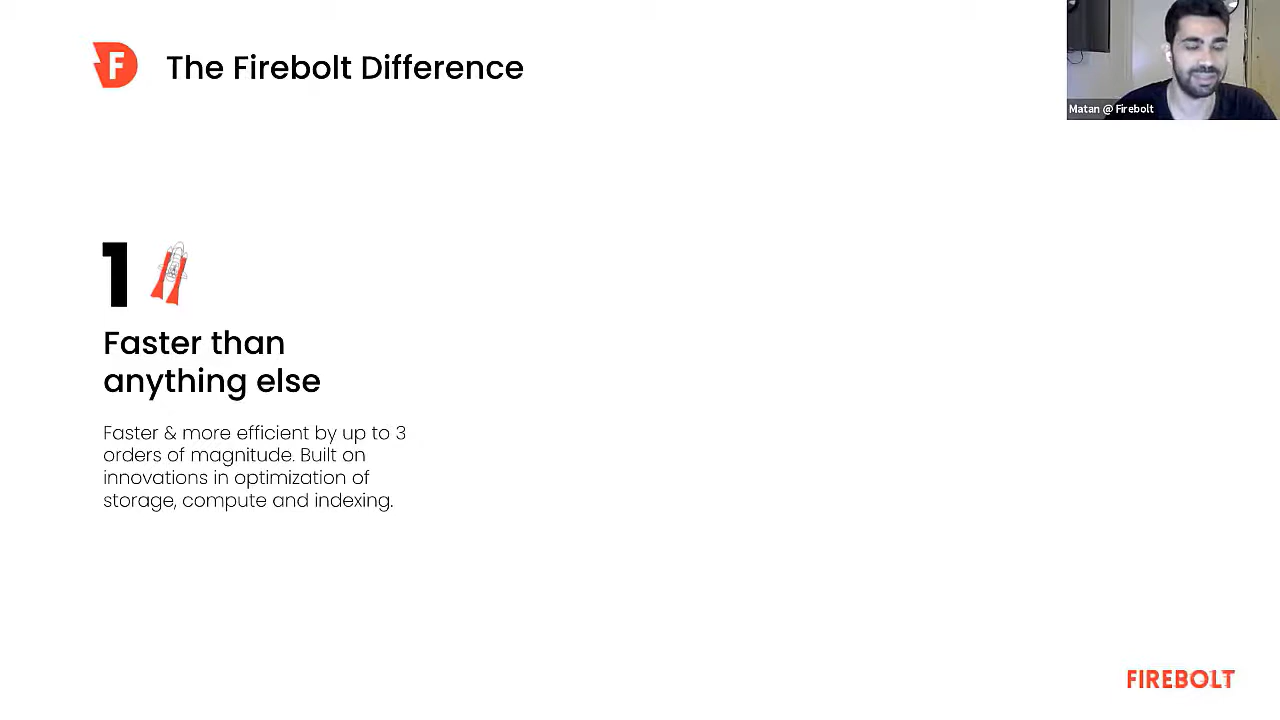 F The Firebolt Difference
Matan @ Firebolt
1
Faster than
anything else
Faster & more efficient by up to 3
orders of magnitude. Built on
innovations in optimization of
storage, compute and indexing.
FIREBOLT